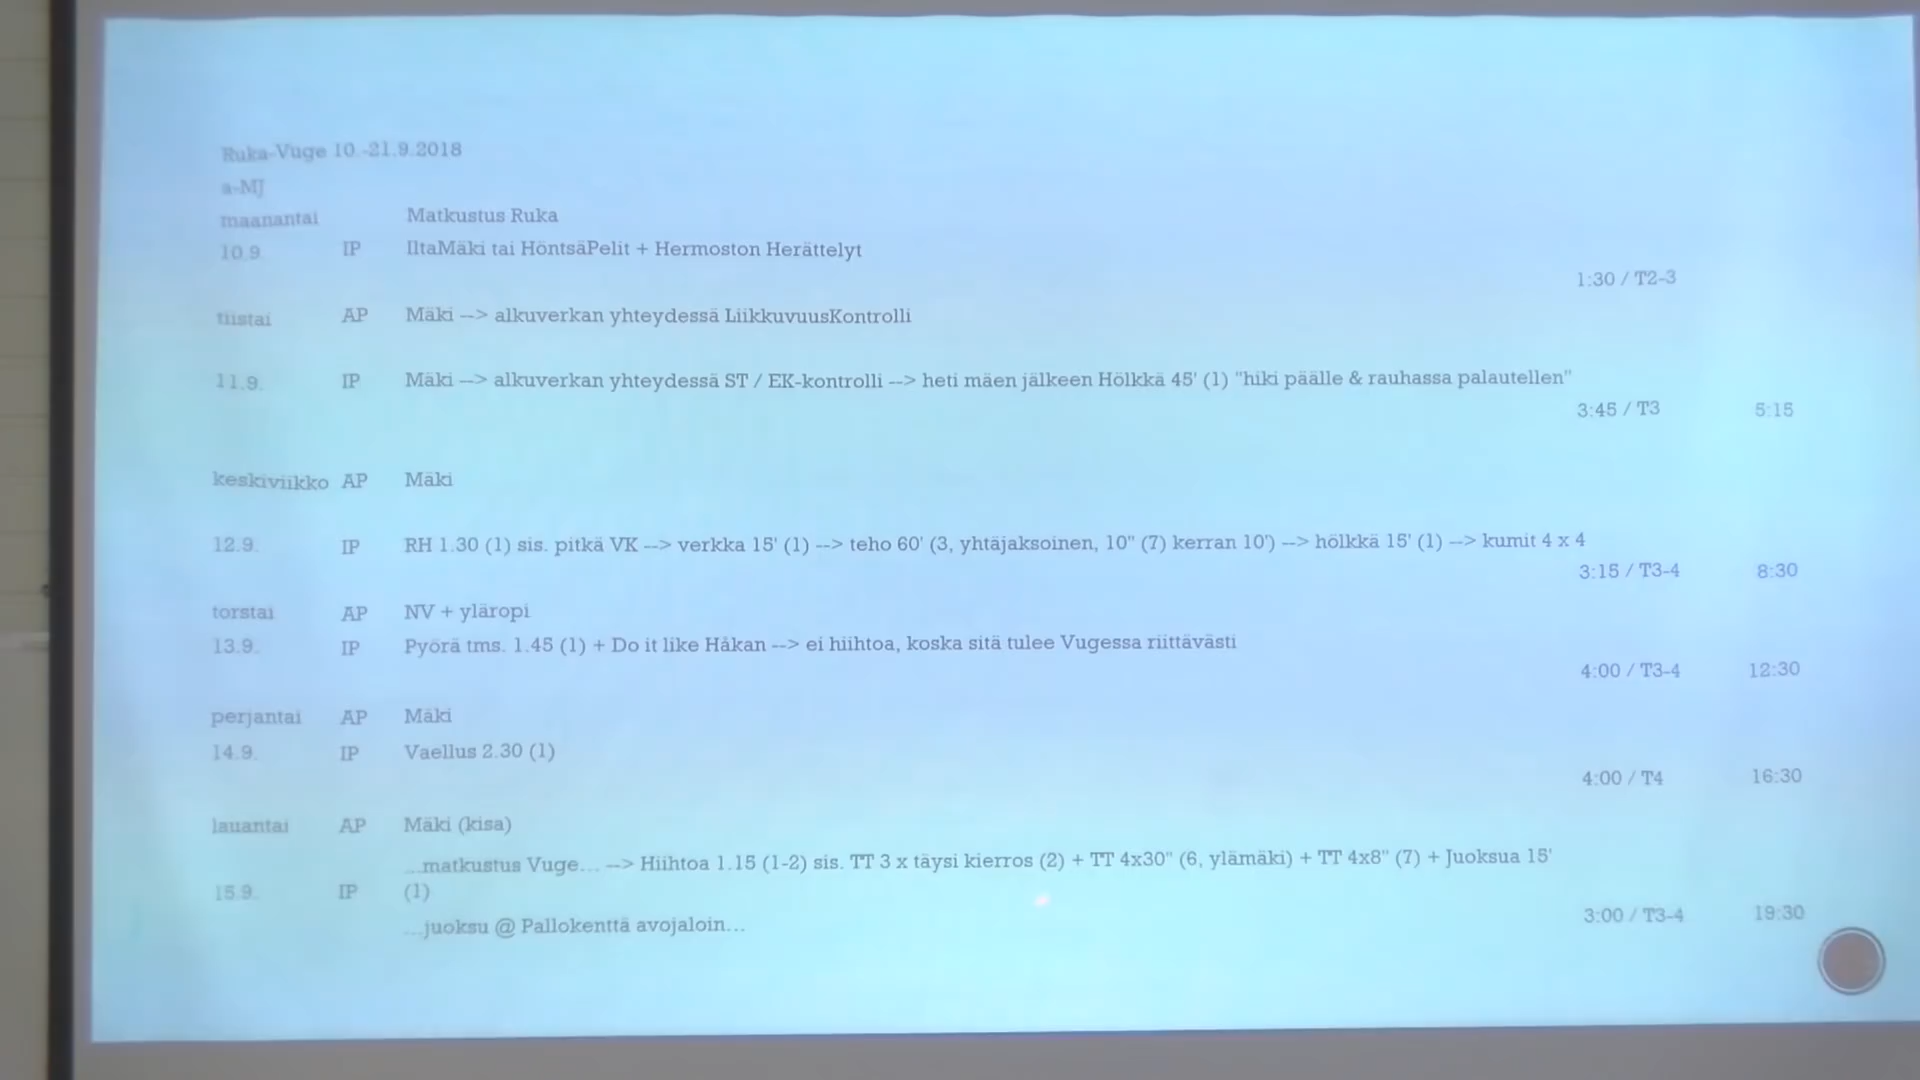 Ruka-Vuge 10.-21.9.2018
a-MJ
maanantai Matkustus Ruka
10.9. IP IltaMäki tai HöntsäPelit + Hermoston Herättelyt
1:30 / T2-3
tiistai AP Mäki --> alkuverkan yhteydessä LiikkuvuusKontrolli
11.9. IP Mäki --> alkuverkan yhteydessä ST / EK-kontrolli --> heti mäen jälkeen Hölkkä 45' (1) "hiki päälle & rauhassa palautellen"
3:45 / T3 5:15
keskiviikko AP Mäki
12.9. IP RH 1.30 (1) sis. pitkä VK --> verkka 15' (1) --> teho 60' (3, yhtäjaksoinen, 10" (7) kerran 10') --> hölkkä 15' (1) --> kumit 4 x 4
3:15 / T3-4 8:30
torstai AP NV + yläropi
13.9. IP Pyörä tms. 1.45 (1) + Do it like Håkan --> ei hiihtoa, koska sitä tulee Vugessa riittävästi
4:00 / T3-4 12:30
perjantai AP Mäki
14.9. IP Vaellus 2.30 (1)
4:00 / T4 16:30
lauantai AP Mäki (kisa)
...matkustus Vuge... --> Hiihtoa 1.15 (1-2) sis. TT 3 x täysi kierros (2) + TT 4x30" (6, ylämäki) + TT 4x8" (7) + Juoksua 15'
15.9. IP (1)
3:00 / T3-4 19:30
...juoksu @ Pallokenttä avojaloin...